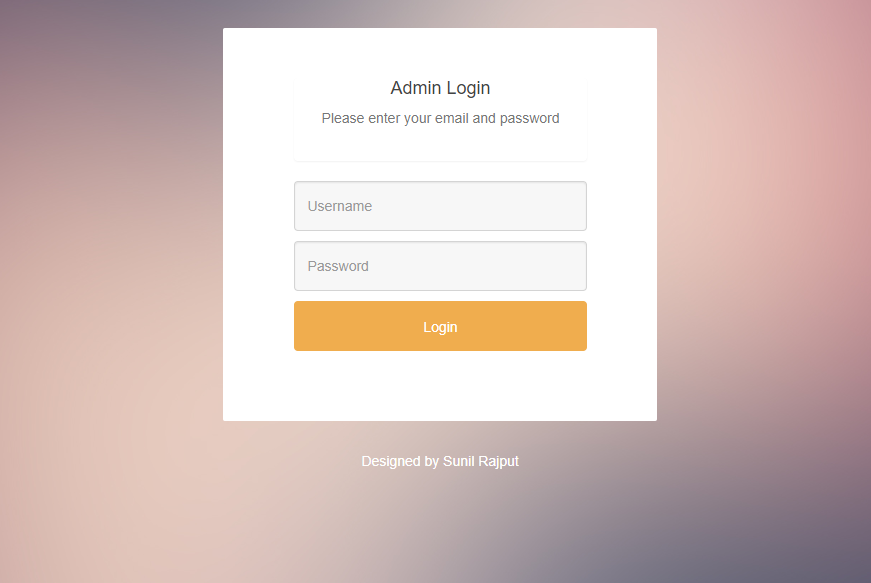 Admin Login
Please enter your email and password
Username
Password
Login
Designed by Sunil Rajput